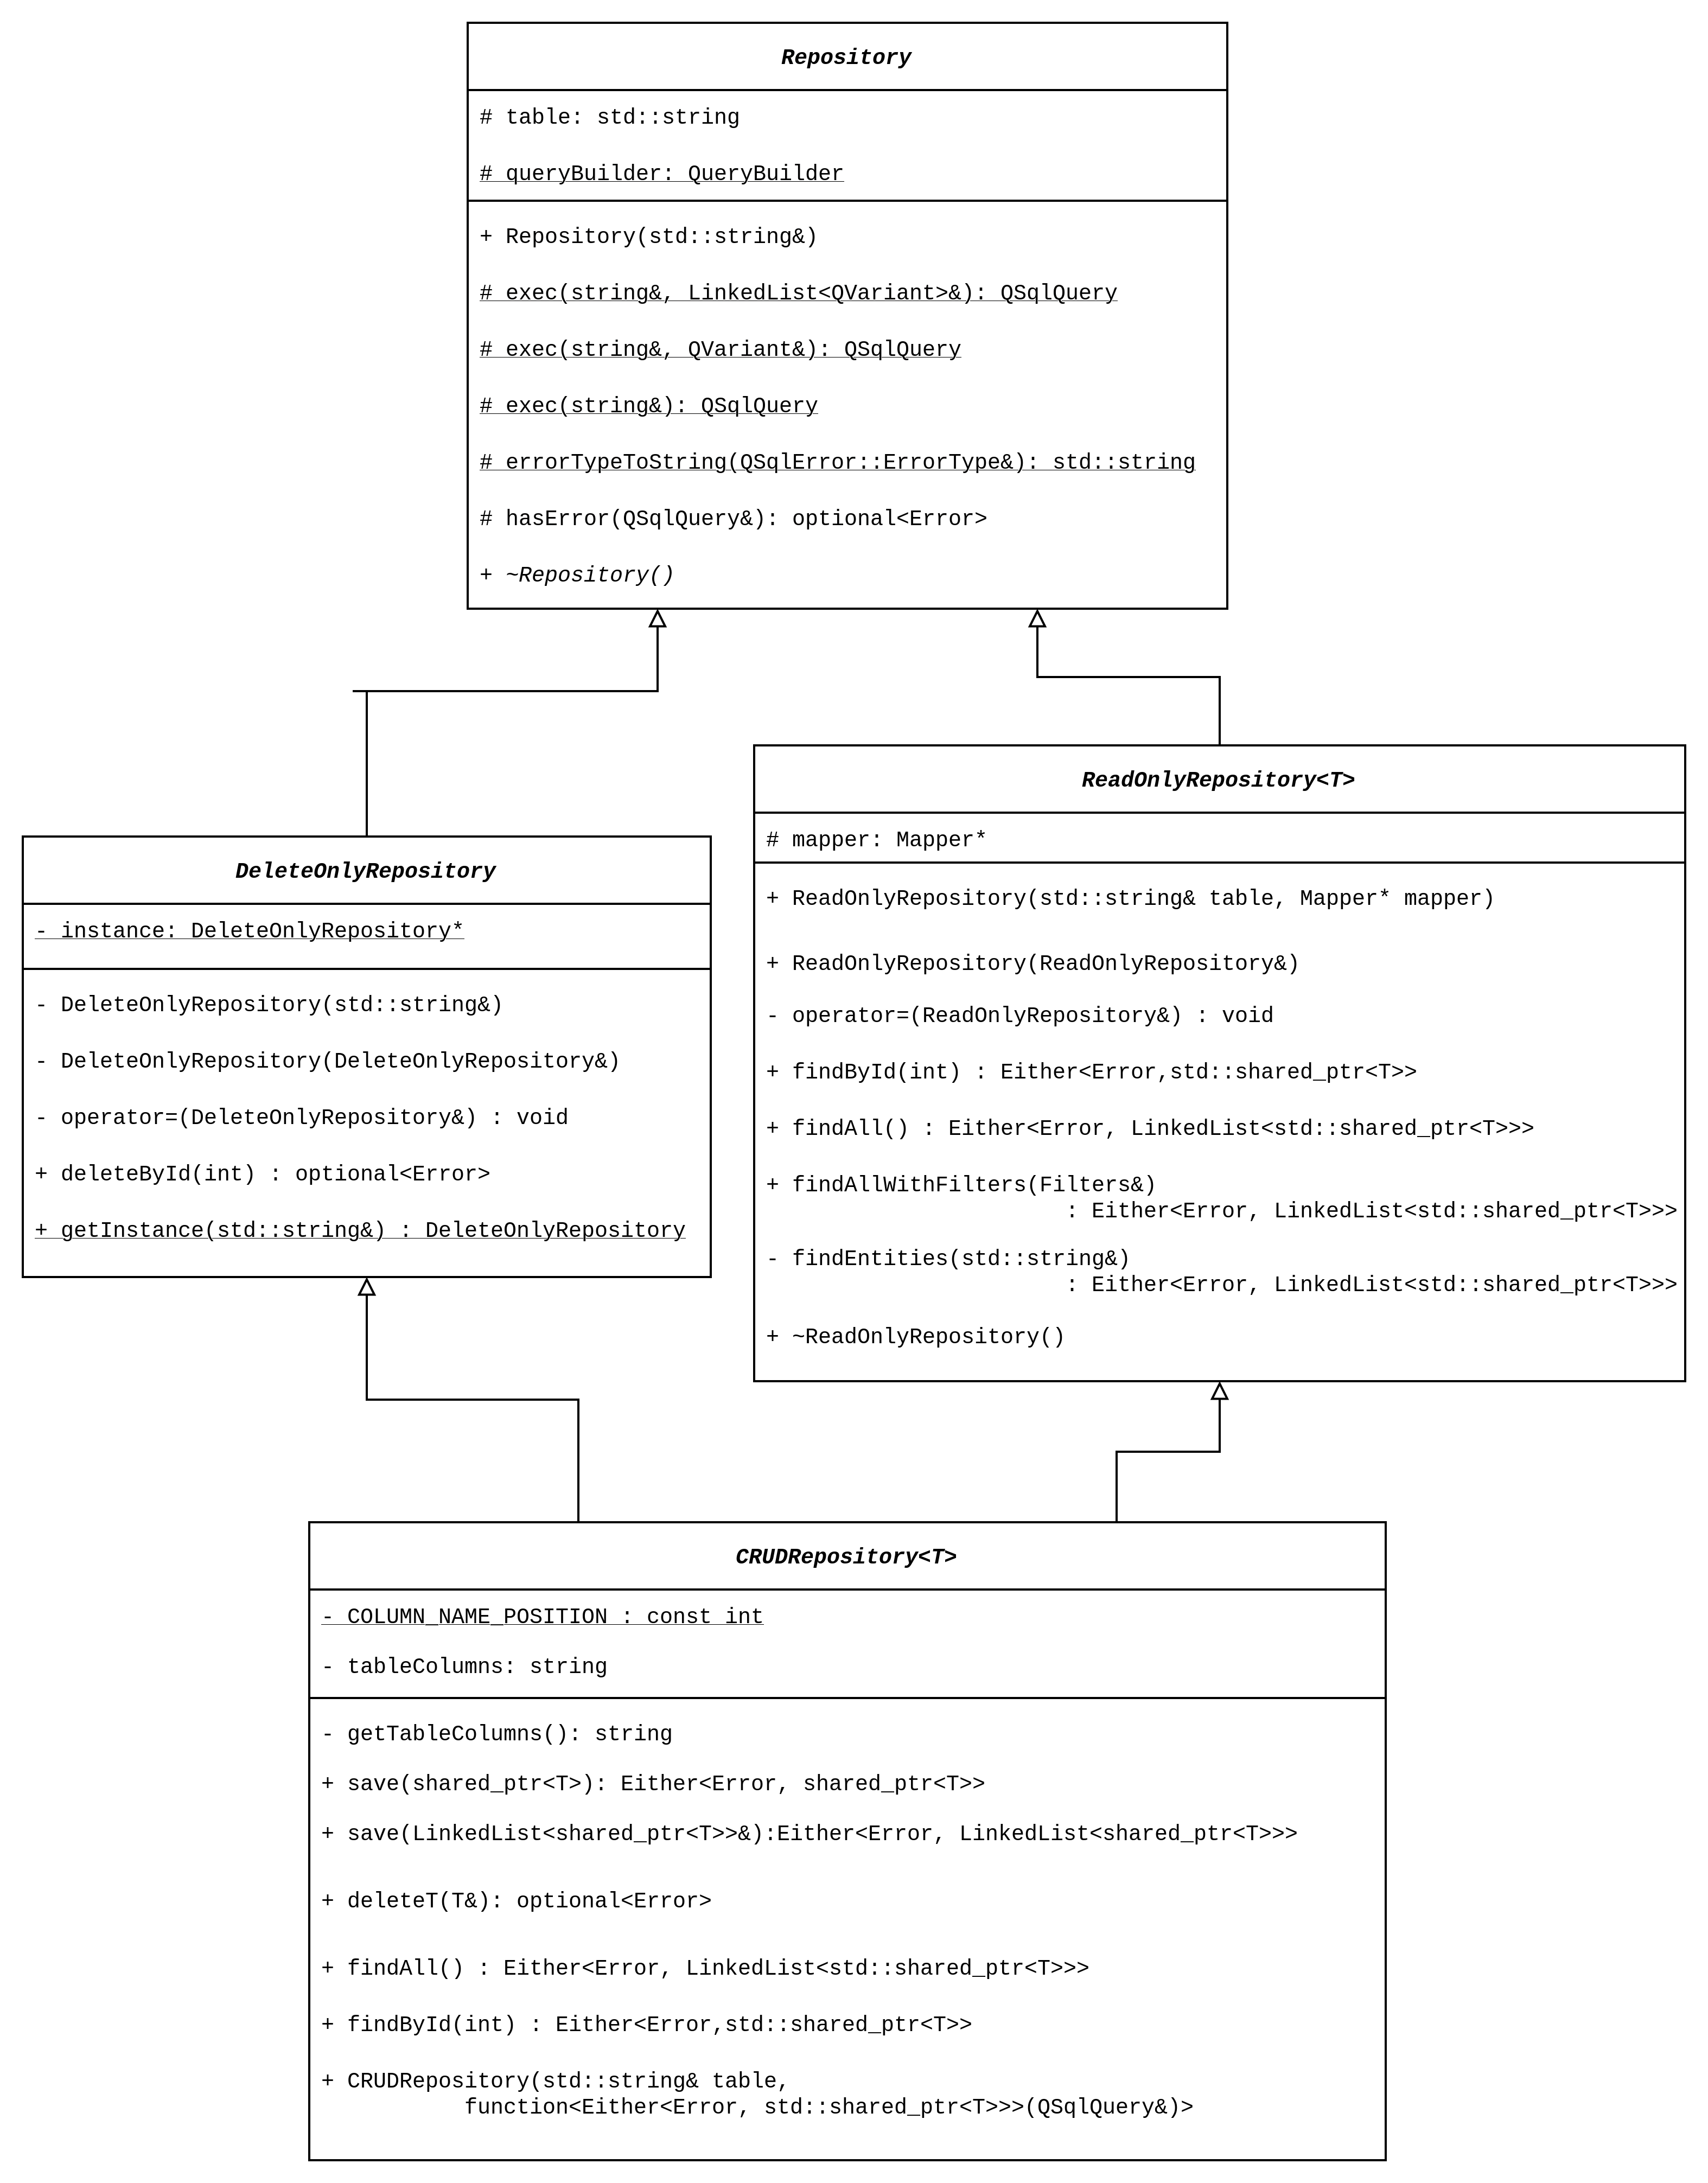 Repository
# table: std::string
# queryBuilder: QueryBuilder
+ Repository(std::string&)
# exec(string&, LinkedList<QVariant>&): QSqlQuery
# exec(string&, QVariant&): QSqlQuery
# exec(string&): QSqlQuery
# errorTypeToString(QSqlError::ErrorType&): std::string
# hasError(QSqlQuery&): optional<Error>
+ ~Repository()
DeleteOnlyRepository
- instance: DeleteOnlyRepository*
- DeleteOnlyRepository(std::string&)
- DeleteOnlyRepository(DeleteOnlyRepository&)
- operator=(DeleteOnlyRepository&) : void
+ deleteById(int) : optional<Error>
+ getInstance(std::string&) : DeleteOnlyRepository
ReadOnlyRepository<T>
# mapper: Mapper*
+ ReadOnlyRepository(std::string& table, Mapper* mapper)
+ ReadOnlyRepository(ReadOnlyRepository&)
- operator=(ReadOnlyRepository&) : void
+ findById(int) : Either<Error,std::shared_ptr<T>>
+ findAll() : Either<Error, LinkedList<std::shared_ptr<T>>>
+ findAllWithFilters(Filters&)
: Either<Error, LinkedList<std::shared_ptr<T>>>
- findEntities(std::string&)
: Either<Error, LinkedList<std::shared_ptr<T>>>
+ ~ReadOnlyRepository()
CRUDRepository<T>
- COLUMN_NAME_POSITION : const int
- tableColumns: string
- getTableColumns(): string
+ save(shared_ptr<T>): Either<Error, shared_ptr<T>>
+ save(LinkedList<shared_ptr<T>>&):Either<Error, LinkedList<shared_ptr<T>>>
+ deleteT(T&): optional<Error>
+ findAll() : Either<Error, LinkedList<std::shared_ptr<T>>>
+ findById(int) : Either<Error,std::shared_ptr<T>>
+ CRUDRepository(std::string& table,
function<Either<Error, std::shared_ptr<T>>>(QSqlQuery&)>